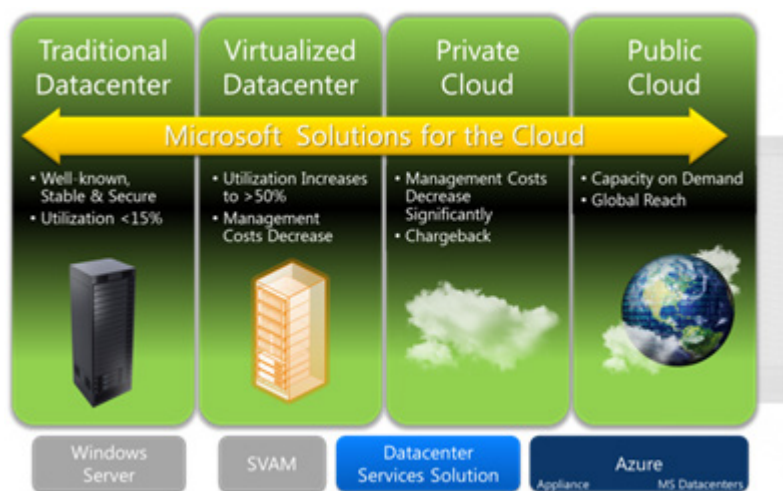 Traditional
Datacenter
Virtualized
Datacenter
Private
Cloud
Public
Cloud
Microsoft Solutions for the Cloud
• Well-known,
Stable & Secure
• Utilization <15%
• Utilization Increases
to >50%
• Management
Costs Decrease
• Management Costs
Decrease
Significantly
• Chargeback
• Capacity on Demand
• Global Reach
Windows
Server
SVAM
Datacenter
Services Solution
Azure
Appliance
MS Datacenters